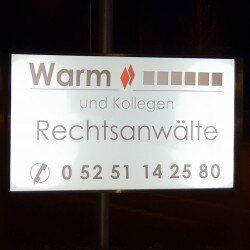 Warm
und Kollegen
Rechtsanwälte
0 52 51 14 25 80